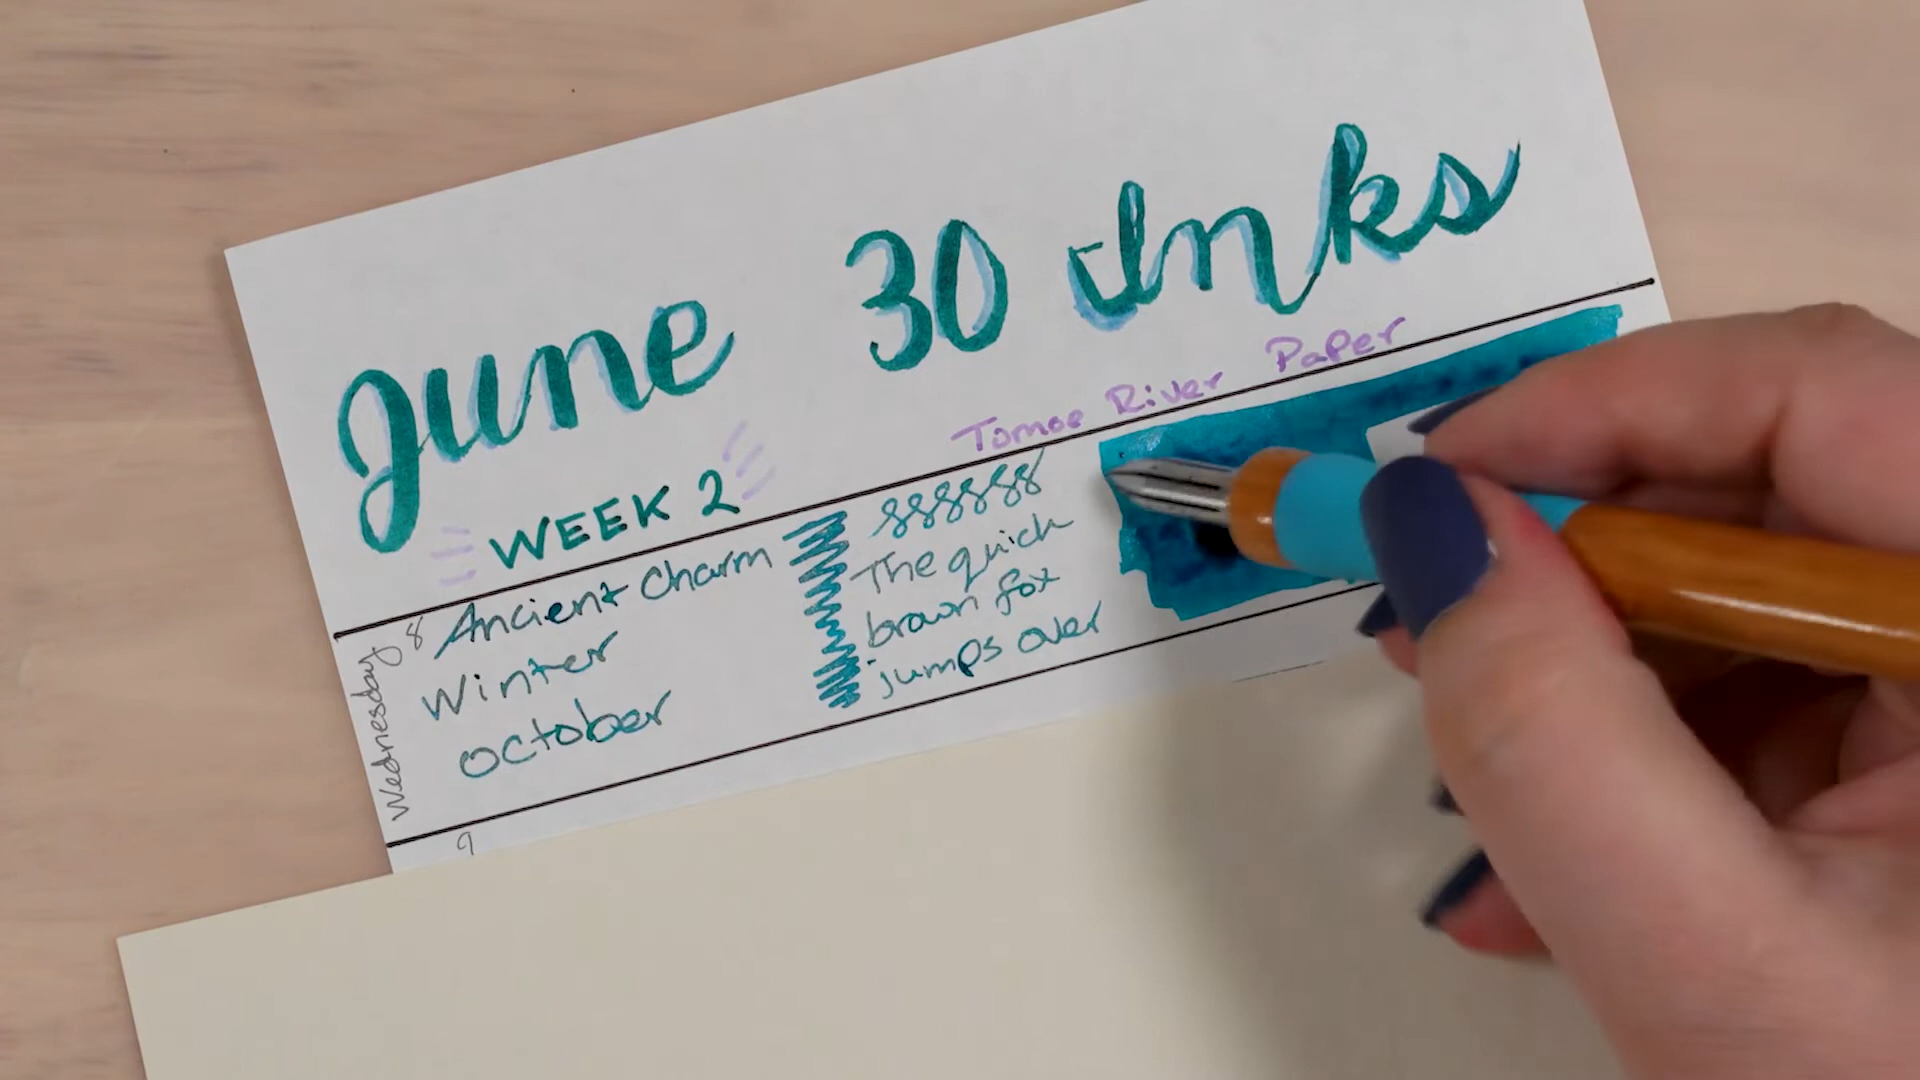 June 30 Inks
WEEK 2
Tomoe River Paper
Wednesday
8
Ancient Charm
Winter
October
ssssss
The quick
brown fox
jumps over
9